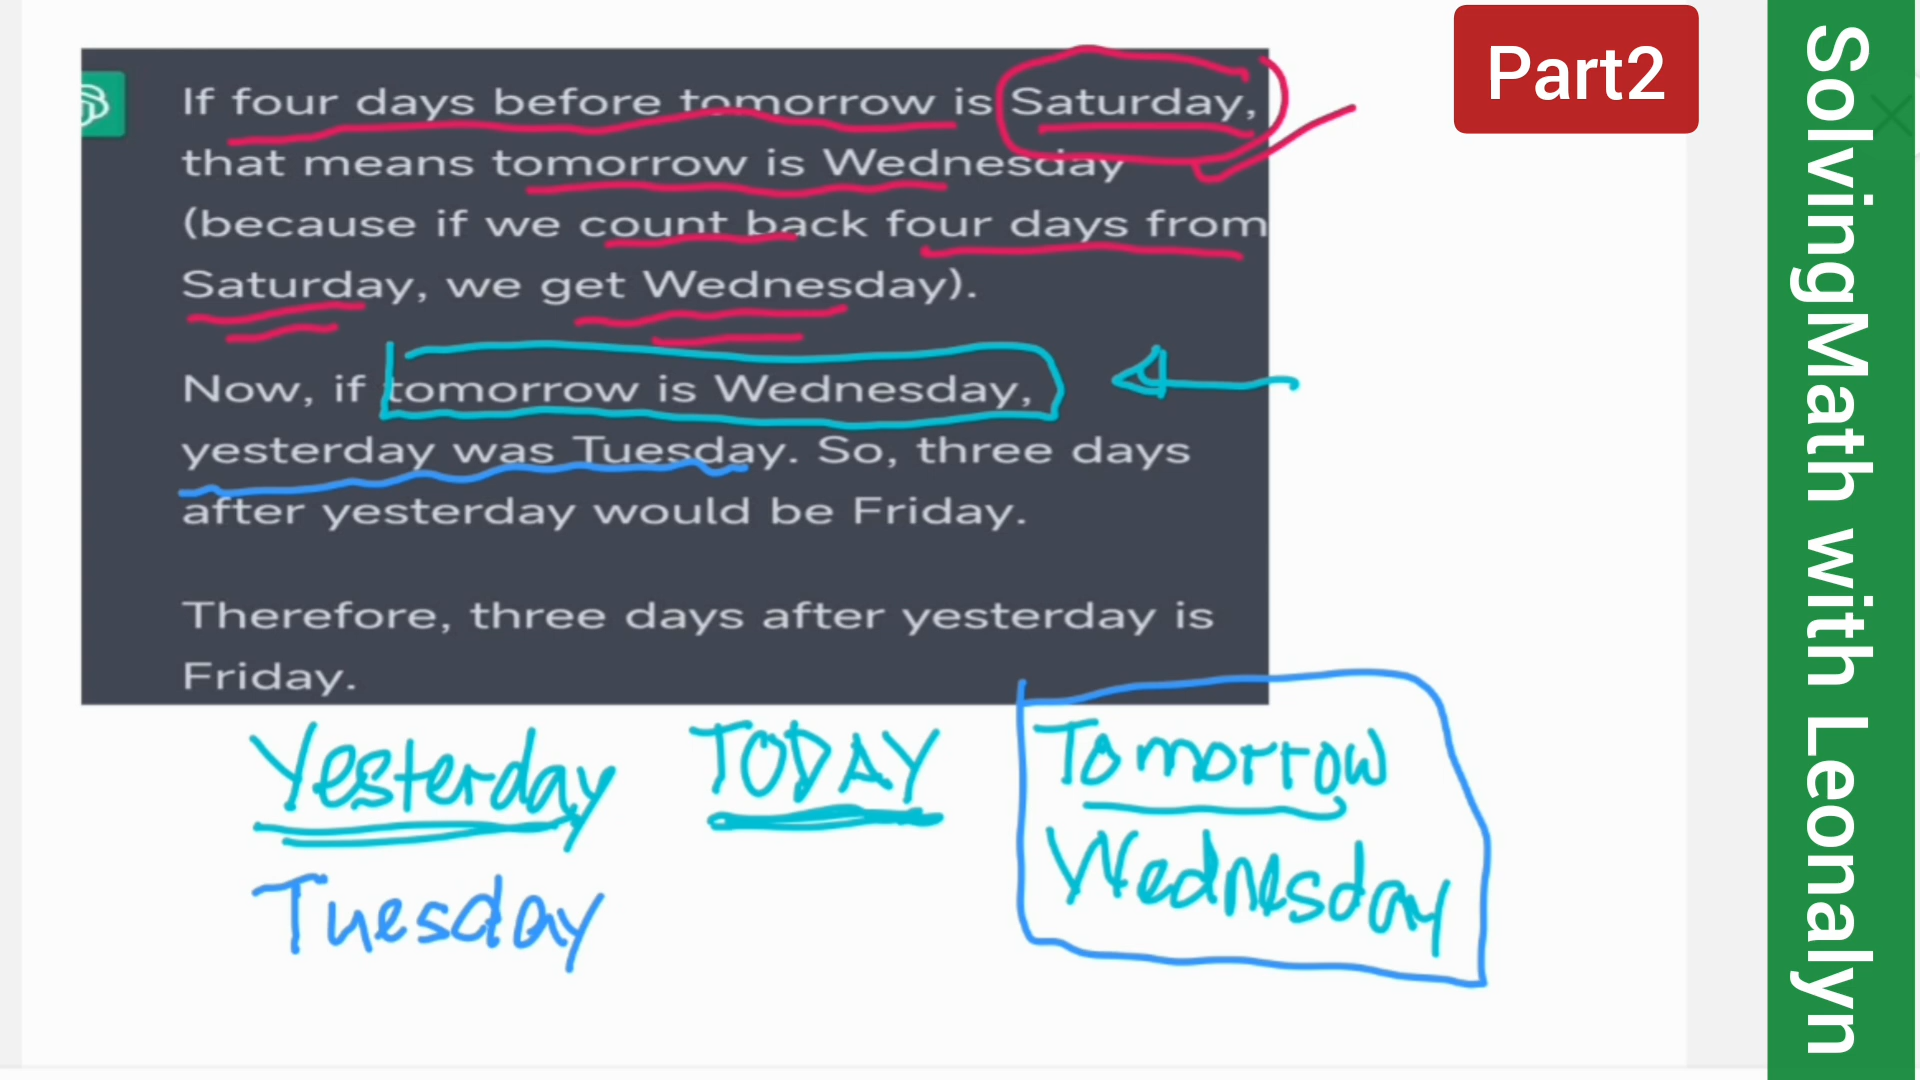 If four days before tomorrow is Saturday,
that means tomorrow is Wednesday
(because if we count back four days from
Saturday, we get Wednesday).
Now, if tomorrow is Wednesday,
yesterday was Tuesday. So, three days
after yesterday would be Friday.
Therefore, three days after yesterday is
Friday.
Yesterday TODAY Tomorrow
Tuesday Wednesday
Part2
SolvingMath with Leonalyn